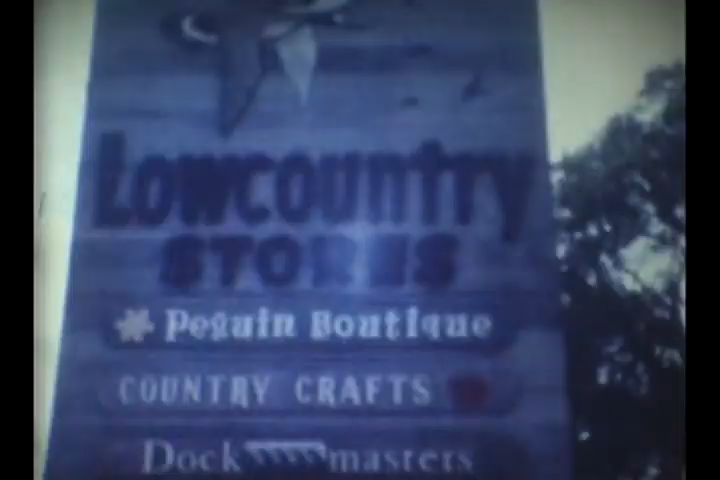 Lowcountry
STORES
Peguin Boutique
COUNTRY CRAFTS
Dock masters